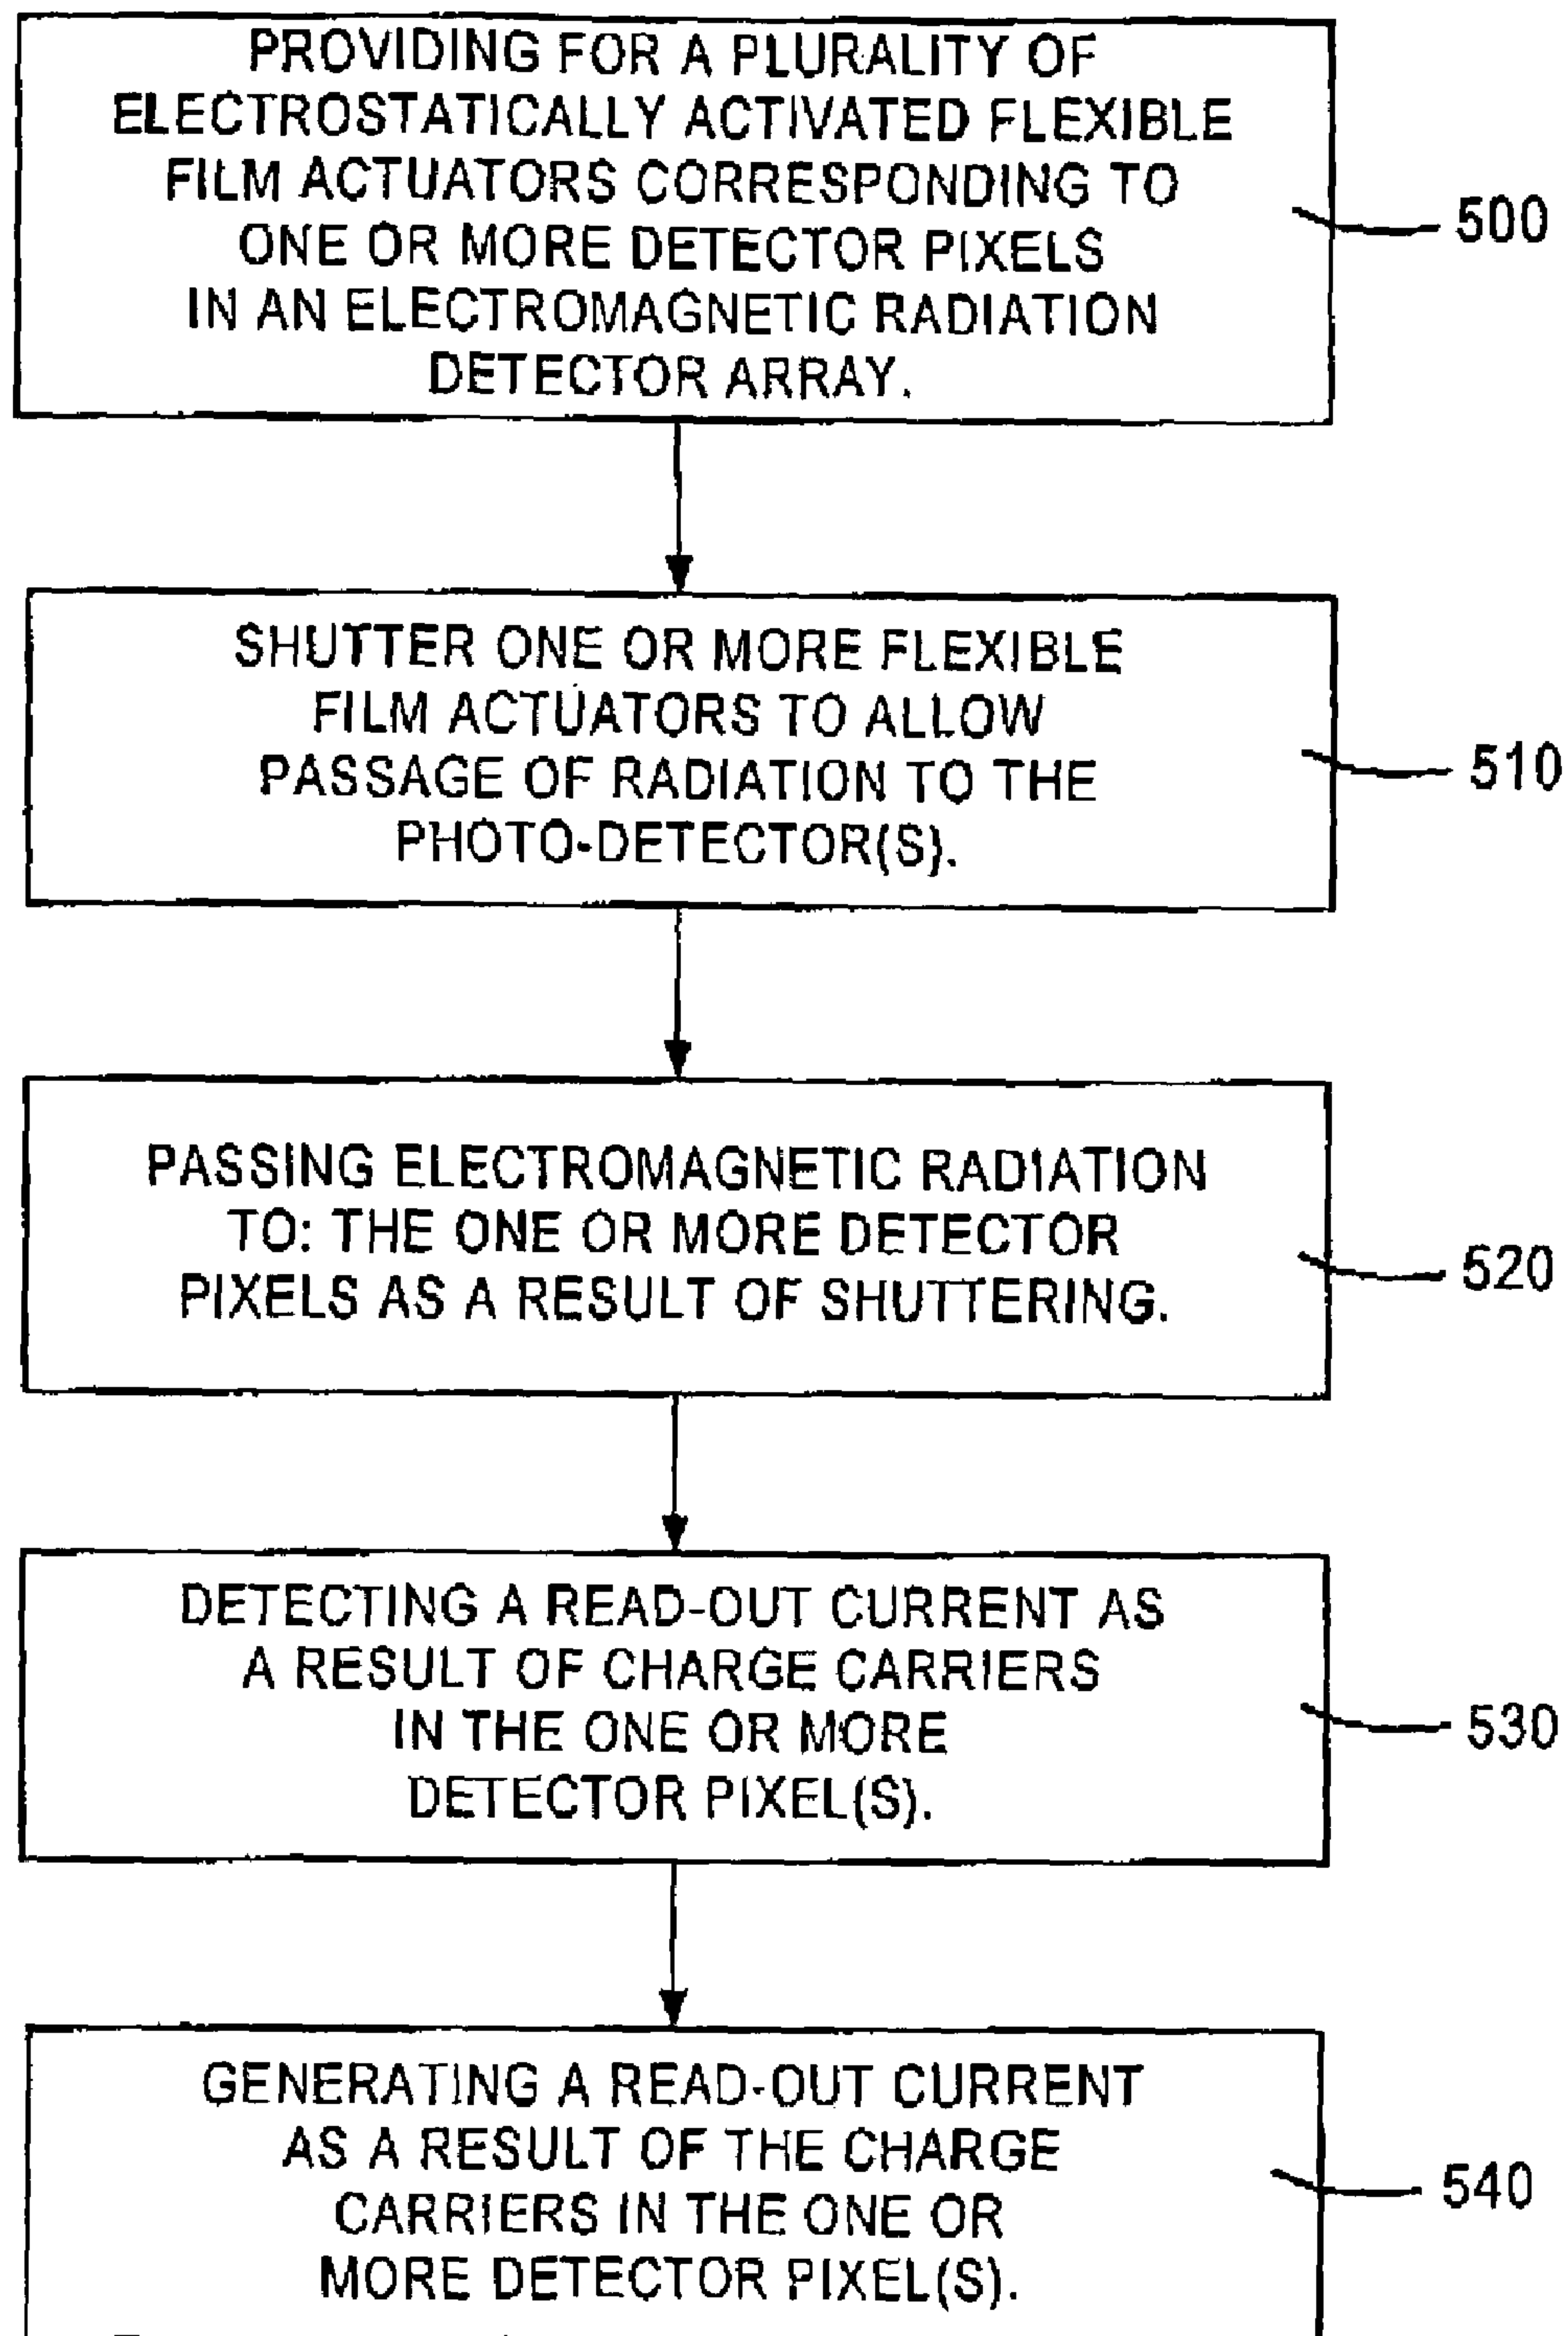 PROVIDING FOR A PLURALITY OF
ELECTROSTATICALLY ACTIVATED FLEXIBLE
FILM ACTUATORS CORRESPONDING TO
ONE OR MORE DETECTOR PIXELS
IN AN ELECTROMAGNETIC RADIATION
DETECTOR ARRAY.
500
SHUTTER ONE OR MORE FLEXIBLE
FILM ACTUATORS TO ALLOW
PASSAGE OF RADIATION TO THE
PHOTO-DETECTOR(S).
510
PASSING ELECTROMAGNETIC RADIATION
TO: THE ONE OR MORE DETECTOR
PIXELS AS A RESULT OF SHUTTERING.
520
DETECTING A READ-OUT CURRENT AS
A RESULT OF CHARGE CARRIERS
IN THE ONE OR MORE
DETECTOR PIXEL(S).
530
GENERATING A READ-OUT CURRENT
AS A RESULT OF THE CHARGE
CARRIERS IN THE ONE OR
MORE DETECTOR PIXEL(S).
540